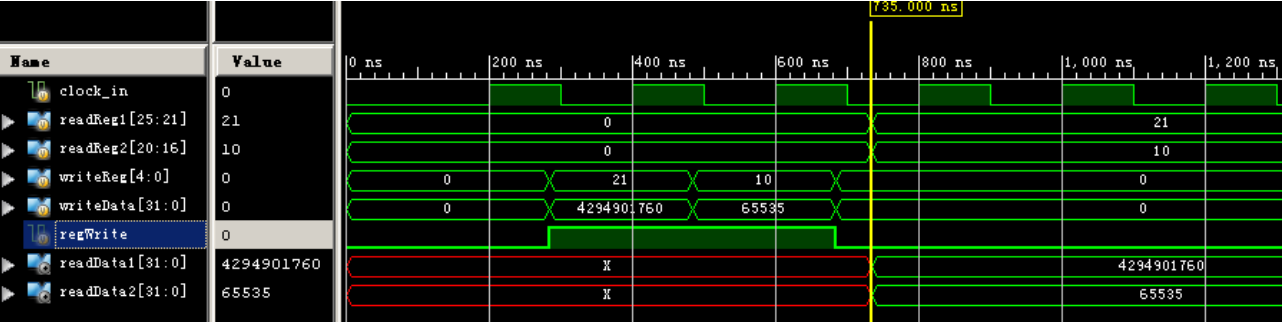 735.000 ns
Name Value 0 ns 200 ns 400 ns 600 ns 800 ns 1,000 ns 1,200 ns
clock_in 0
readReg1[25:21] 21 0 21
readReg2[20:16] 10 0 10
writeReg[4:0] 0 0 21 10 0
writeData[31:0] 0 0 4294901760 65535 0
regWrite 0
readData1[31:0] 4294901760 X 4294901760
readData2[31:0] 65535 X 65535